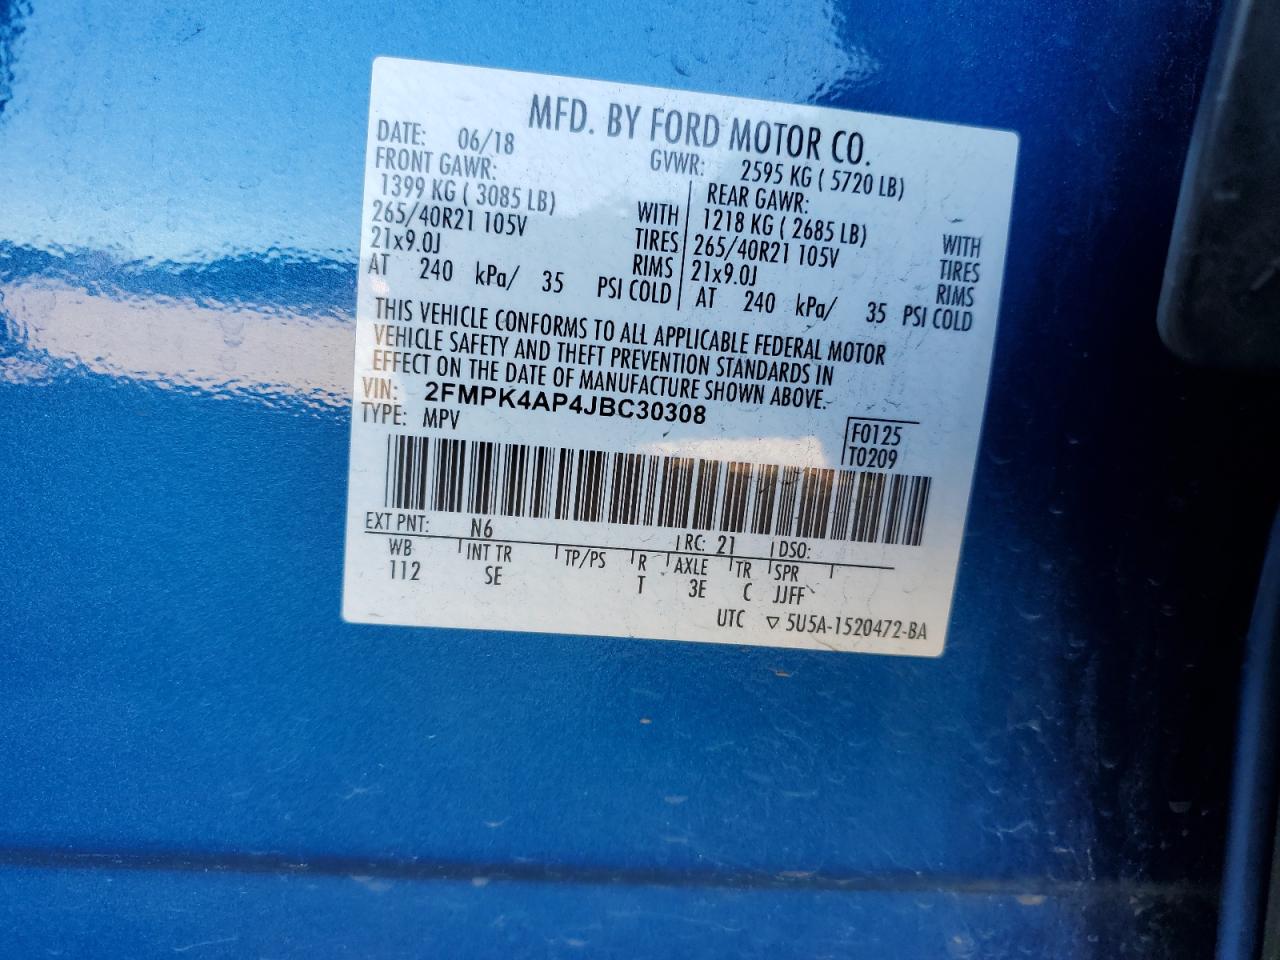 MFD. BY FORD MOTOR CO.
DATE: 06/18 GVWR: 2595 KG ( 5720 LB)
FRONT GAWR: REAR GAWR:
1399 KG ( 3085 LB) WITH 1218 KG ( 2685 LB) WITH
265/40R21 105V TIRES 265/40R21 105V TIRES
21x9.0J RIMS 21x9.0J RIMS
AT 240 kPa/ 35 PSI COLD AT 240 kPa/ 35 PSI COLD
THIS VEHICLE CONFORMS TO ALL APPLICABLE FEDERAL MOTOR
VEHICLE SAFETY AND THEFT PREVENTION STANDARDS IN
EFFECT ON THE DATE OF MANUFACTURE SHOWN ABOVE.
VIN: 2FMPK4AP4JBC30308
TYPE: MPV F0125
T0209
EXT PNT: N6 RC: 21 DSO:
WB INT TR TP/PS R AXLE TR SPR
112 SE T 3E C JJFF
UTC ▽ 5U5A-1520472-BA